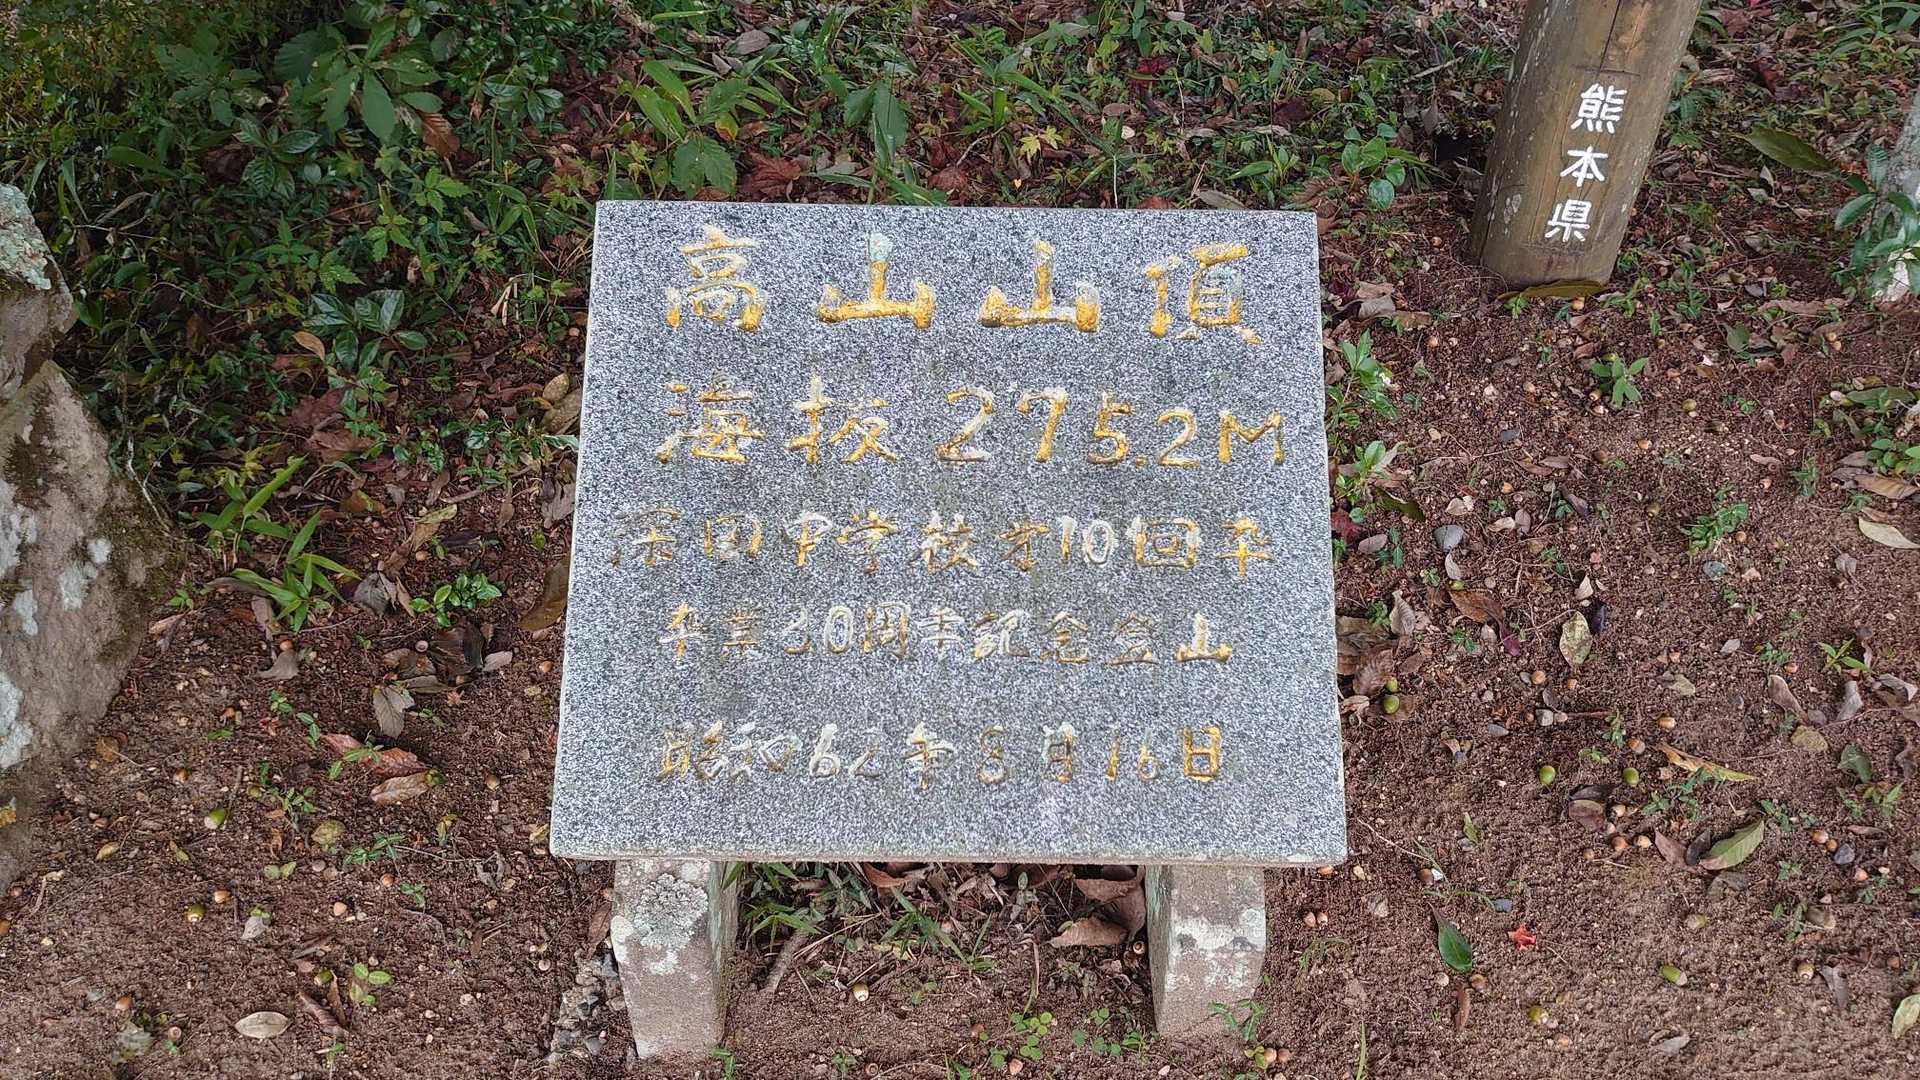 高山山頂
海抜275.2M
深田中学校第10回卒
卒業30周年記念登山
昭和62年8月16日
熊本県